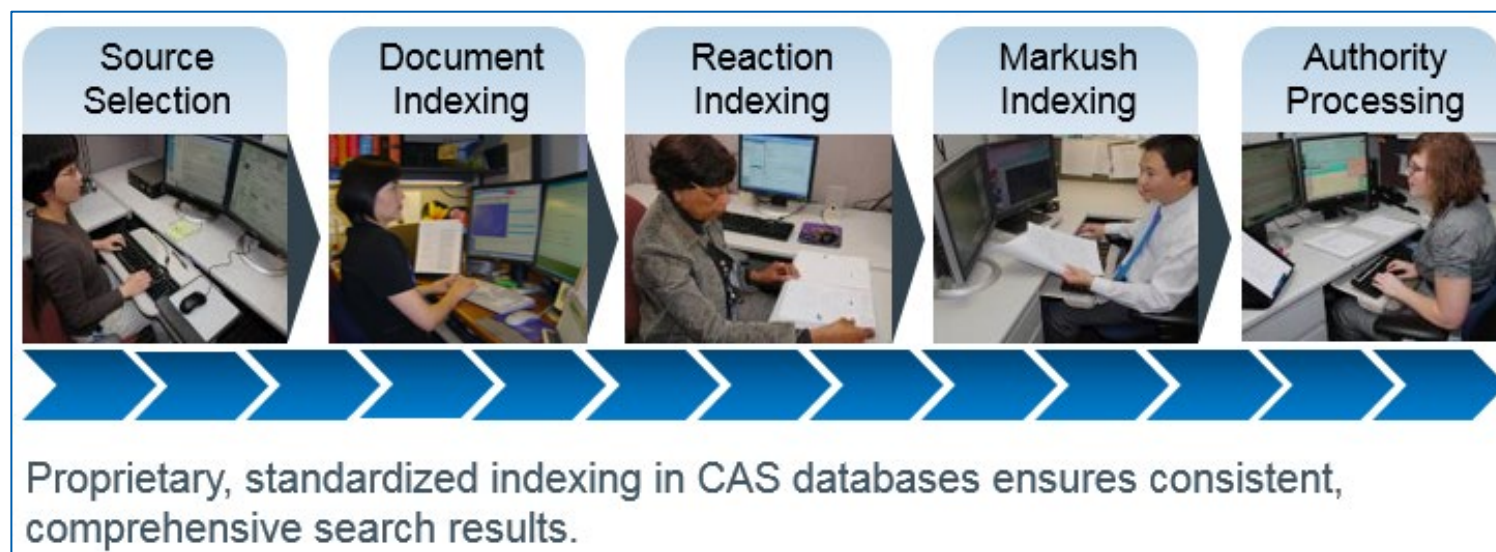 Source
Selection
Document
Indexing
Reaction
Indexing
Markush
Indexing
Authority
Processing
Proprietary, standardized indexing in CAS databases ensures consistent,
comprehensive search results.